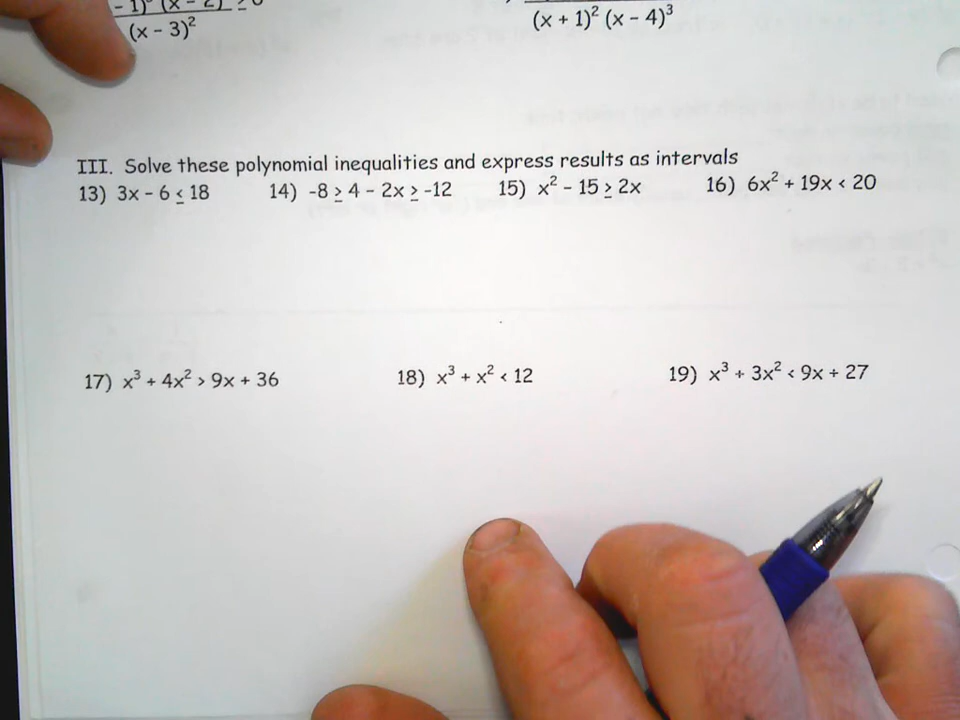 (x - 3)² (x + 1)² (x - 4)³
III. Solve these polynomial inequalities and express results as intervals
13) 3x - 6 ≤ 18 14) -8 ≥ 4 - 2x ≥ -12 15) x² - 15 ≥ 2x 16) 6x² + 19x < 20
17) x³ + 4x² > 9x + 36 18) x³ + x² < 12 19) x³ + 3x² < 9x + 27